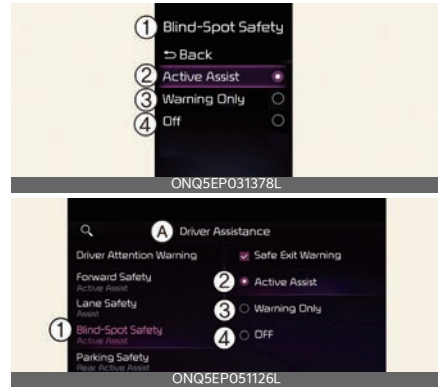 ① Blind-Spot Safety
⮌ Back
② Active Assist
③ Warning Only
④ Off
ONQ5EP031378L
Ⓐ Driver Assistance
Driver Attention Warning
Safe Exit Warning
Forward Safety
Active Assist
② Active Assist
Lane Safety
Assist
③ Warning Only
① Blind-Spot Safety
Active Assist
④ OFF
Parking Safety
Rear Active Assist
ONQ5EP051126L